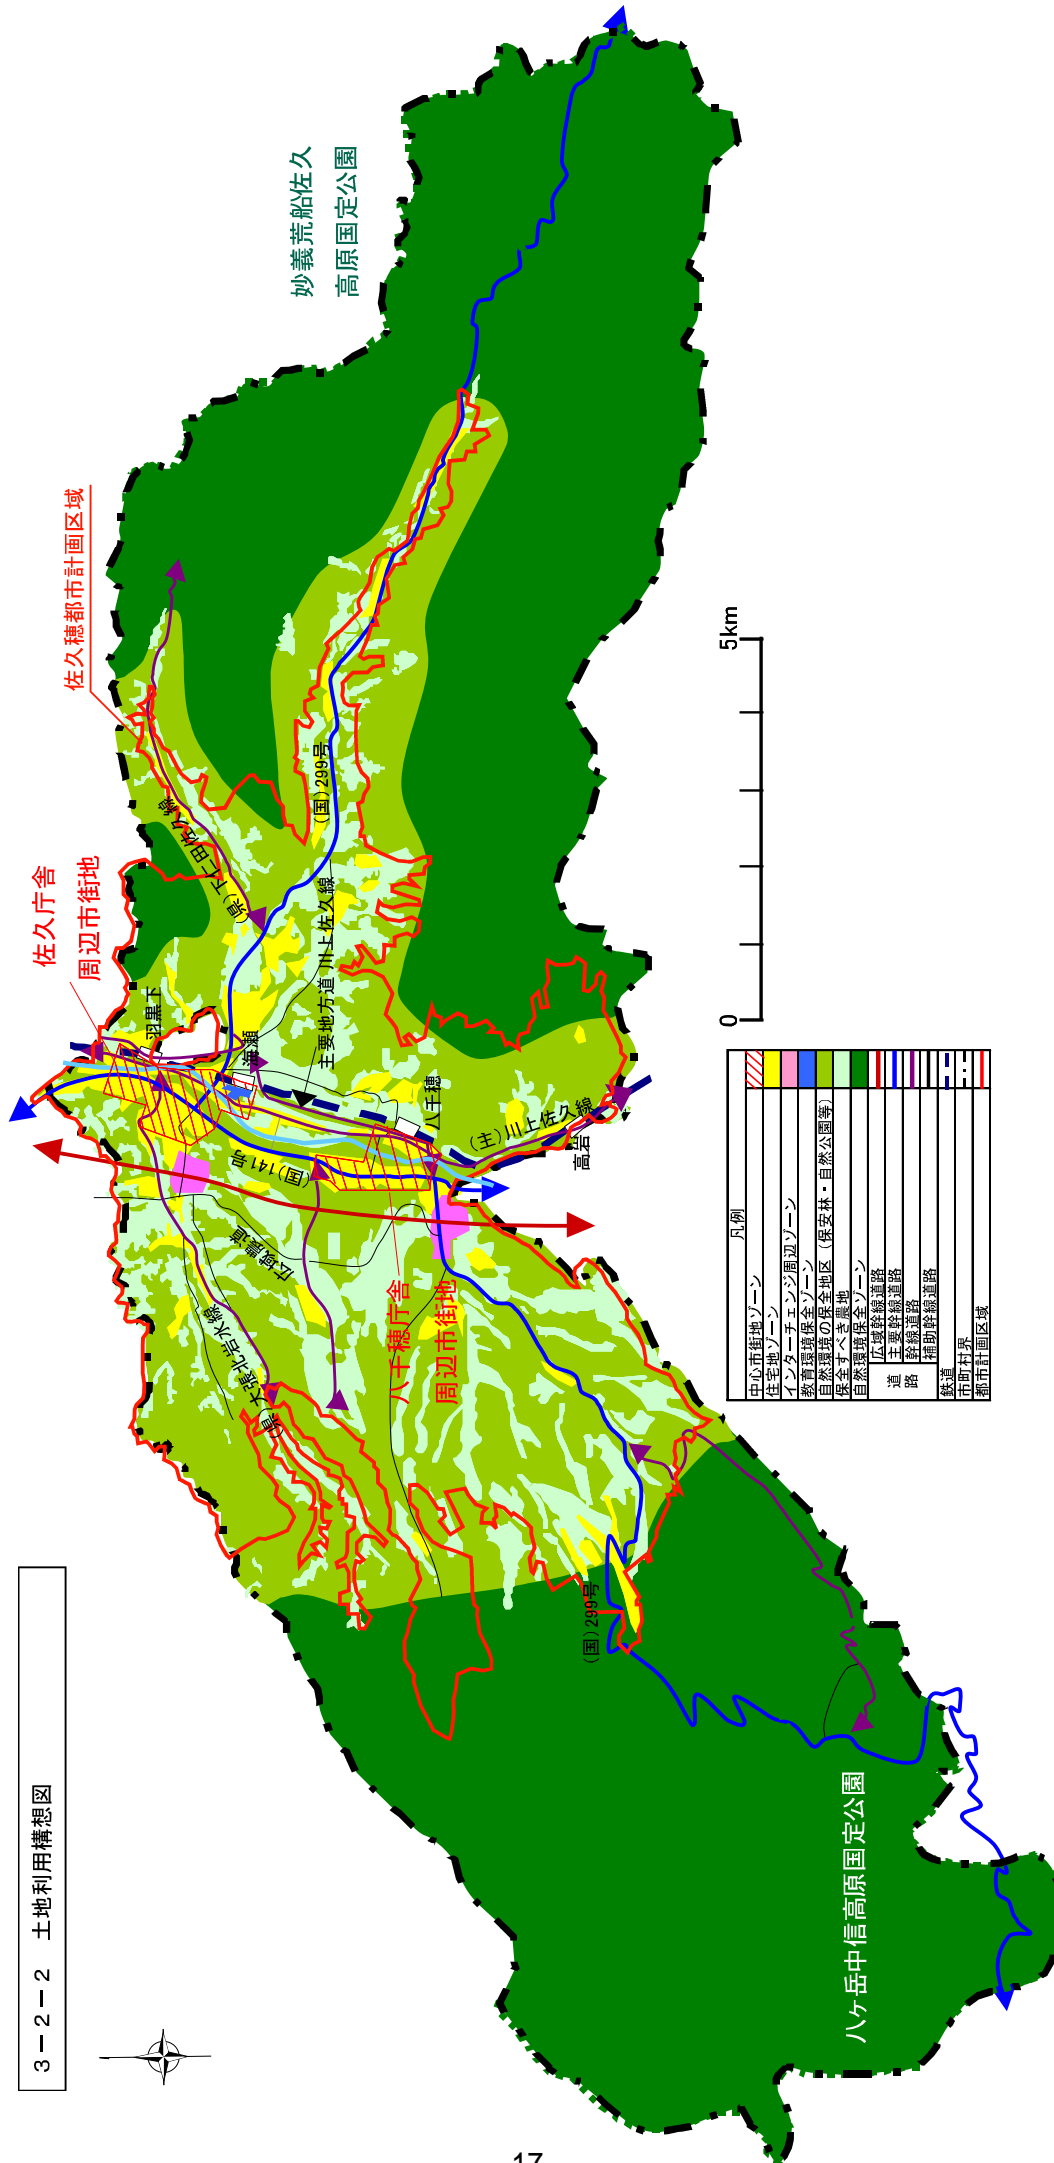 3－2－2　土地利用構想図
妙義荒船佐久
高原国定公園
佐久穂都市計画区域
佐久庁舎
周辺市街地
(県)下仁田佐久線
(国)299号
主要地方道 川上佐久線
羽黒下
海瀬
八千穂
(主)川上佐久線
高岩
(国)141号
広域農道
(県)大張北岩水線
八千穂庁舎
周辺市街地
(国)299号
八ヶ岳中信高原国定公園
0
5km
凡例
中心市街地ゾーン
住宅地ゾーン
インターチェンジ周辺ゾーン
教育環境保全ゾーン
自然環境の保全地区（保安林・自然公園等）
保全すべき農地
自然環境保全ゾーン
道路
広域幹線道路
主要幹線道路
幹線道路
補助幹線道路
鉄道
市町村界
都市計画区域
17